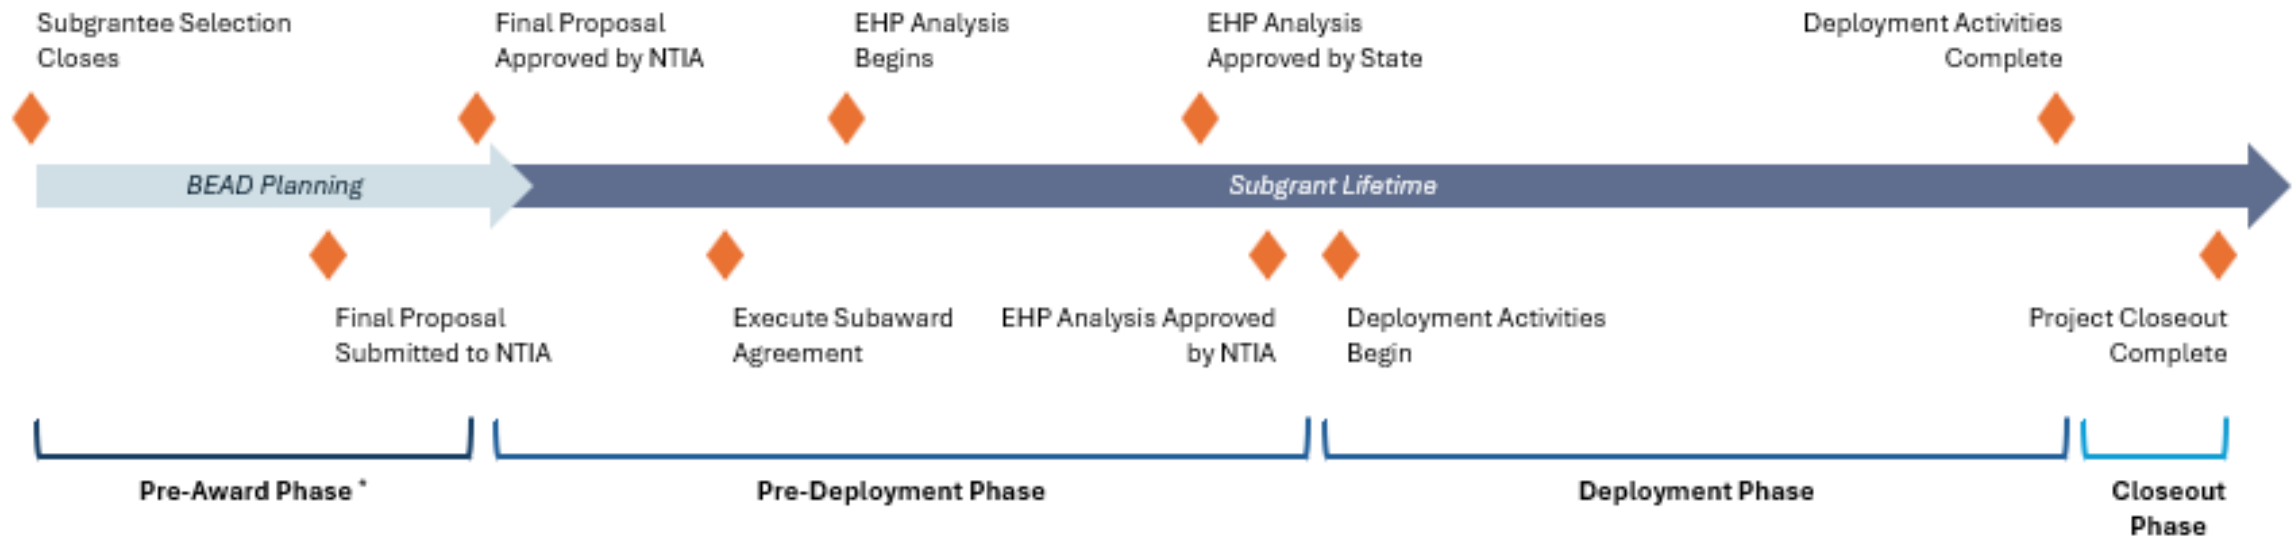 Subgrantee Selection
Closes
Final Proposal
Approved by NTIA
EHP Analysis
Begins
EHP Analysis
Approved by State
Deployment Activities
Complete
BEAD Planning
Subgrant Lifetime
Final Proposal
Submitted to NTIA
Execute Subaward
Agreement
EHP Analysis Approved
by NTIA
Deployment Activities
Begin
Project Closeout
Complete
Pre-Award Phase *
Pre-Deployment Phase
Deployment Phase
Closeout
Phase